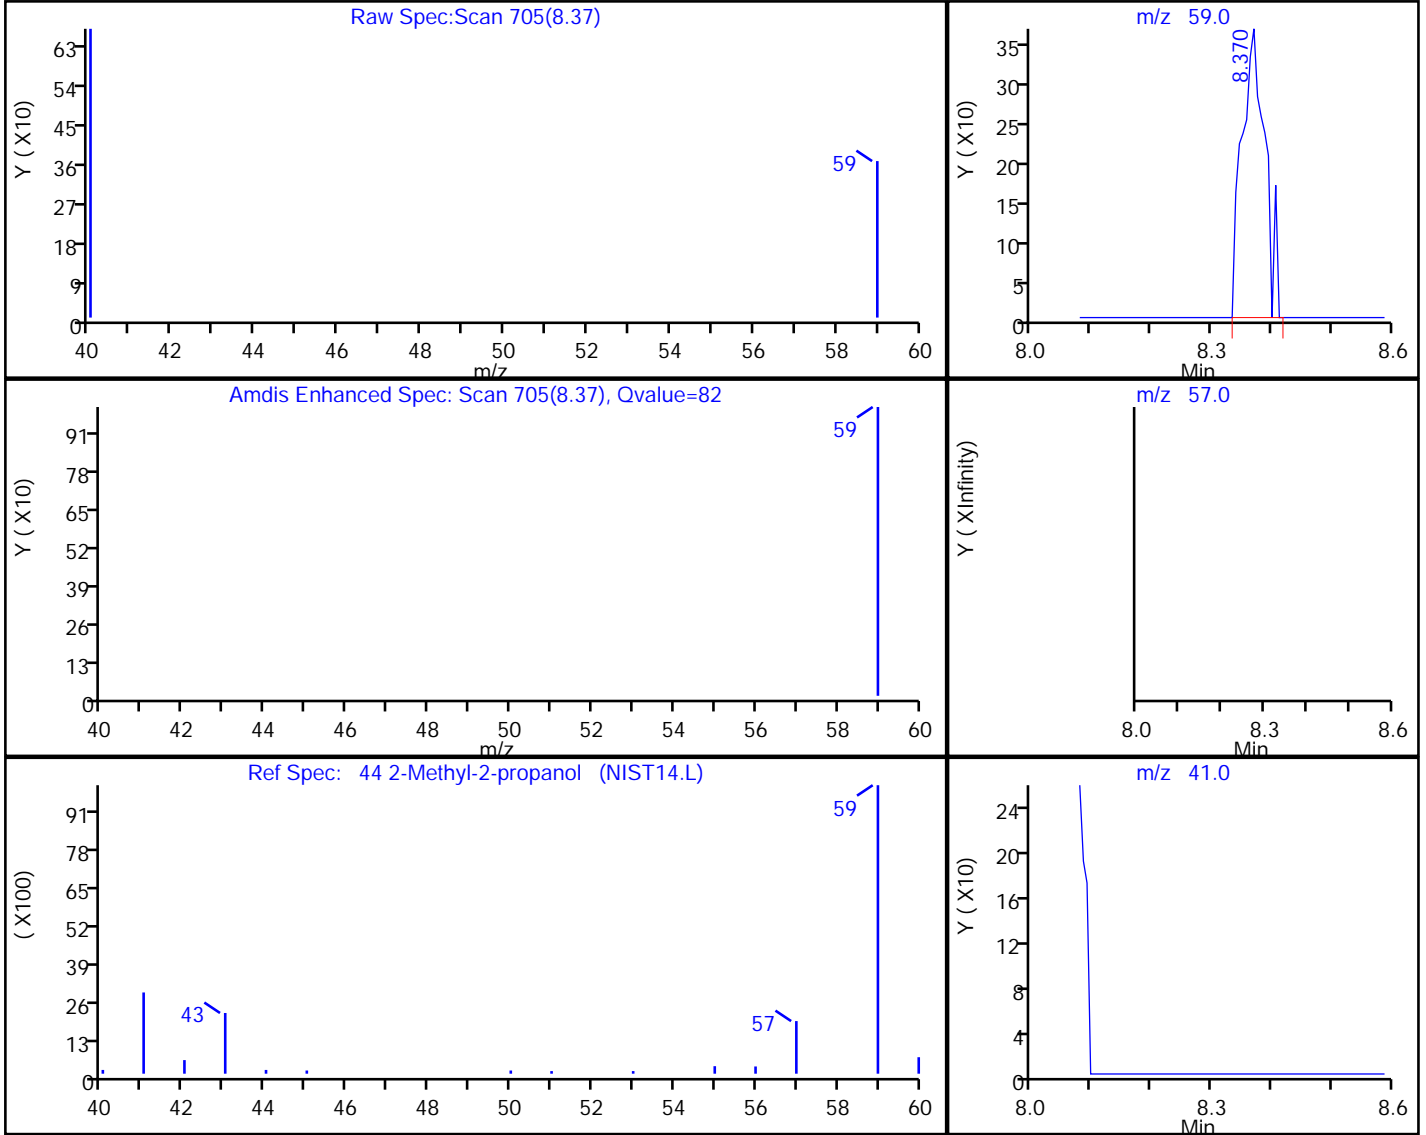 Raw Spec:Scan 705(8.37)
Y ( X10)
63
54
45
36
27
18
9
0
59
40 42 44 46 48 50 52 54 56 58 60
m/z
m/z 59.0
Y ( X10)
35
30
25
20
15
10
5
0
8.370
8.0 8.3 8.6
Min
Amdis Enhanced Spec: Scan 705(8.37), Qvalue=82
Y ( X10)
91
78
65
52
39
26
13
0
59
40 42 44 46 48 50 52 54 56 58 60
m/z
m/z 57.0
Y ( XInfinity)
8.0 8.3 8.6
Min
Ref Spec: 44 2-Methyl-2-propanol (NIST14.L)
( X100)
91
78
65
52
39
26
13
0
43
57
59
40 42 44 46 48 50 52 54 56 58 60
m/z 41.0
Y ( X10)
24
20
16
12
8
4
0
8.0 8.3 8.6
Min